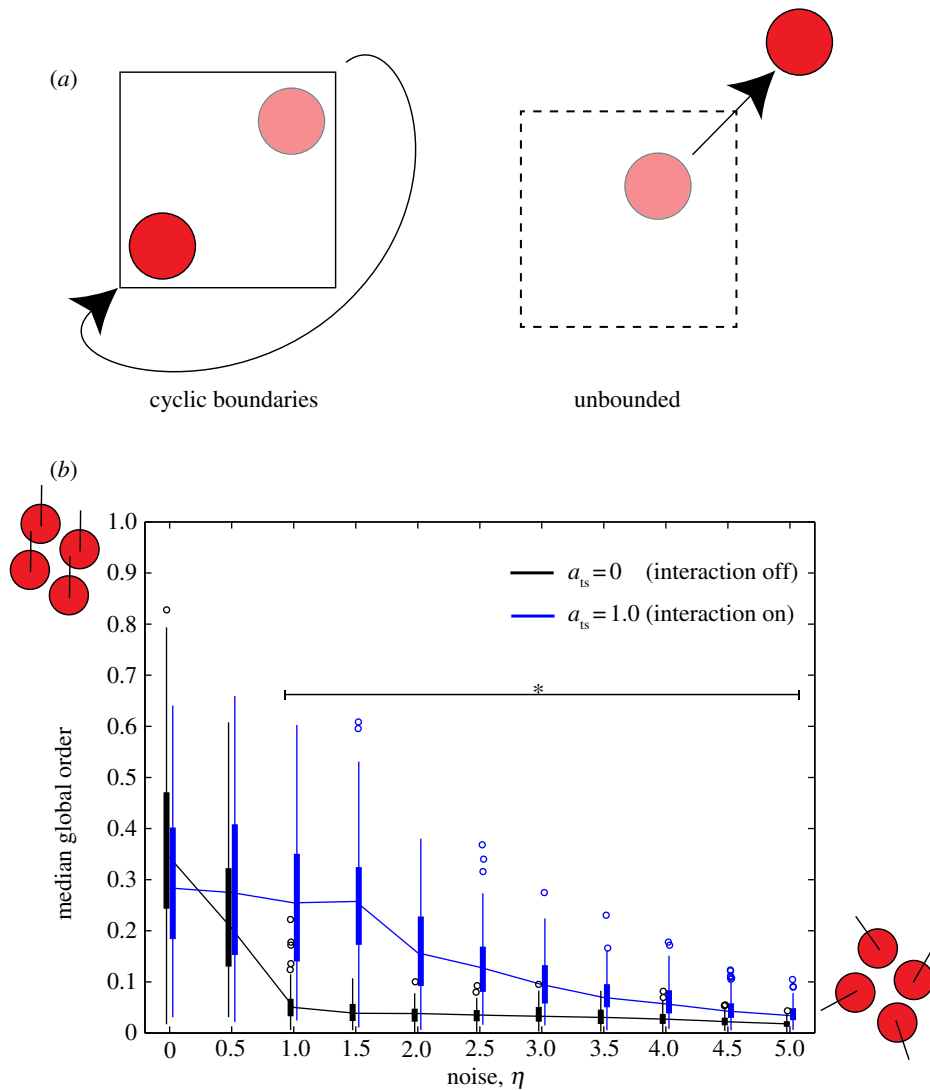 (a)
cyclic boundaries unbounded
(b)
1.0
0.9
0.8
0.7
0.6
0.5
0.4
0.3
0.2
0.1
0
median global order
a_ts = 0 (interaction off)
a_ts = 1.0 (interaction on)
*
0 0.5 1.0 1.5 2.0 2.5 3.0 3.5 4.0 4.5 5.0
noise, η